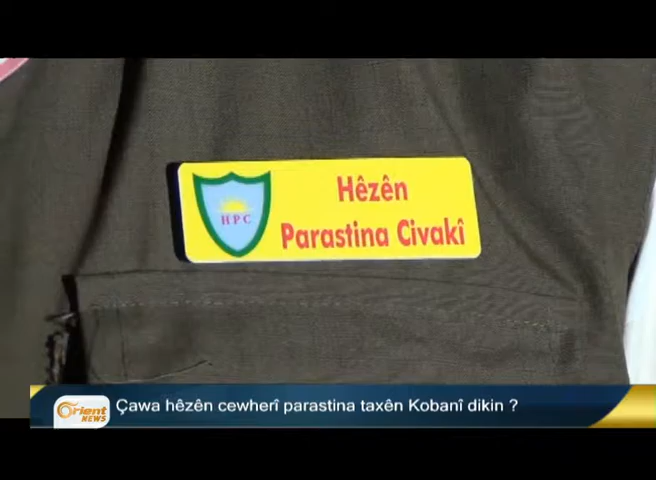 Hêzên
HPC
Parastina Civakî
Orient
NEWS
Çawa hêzên cewherî parastina taxên Kobanî dikin ?